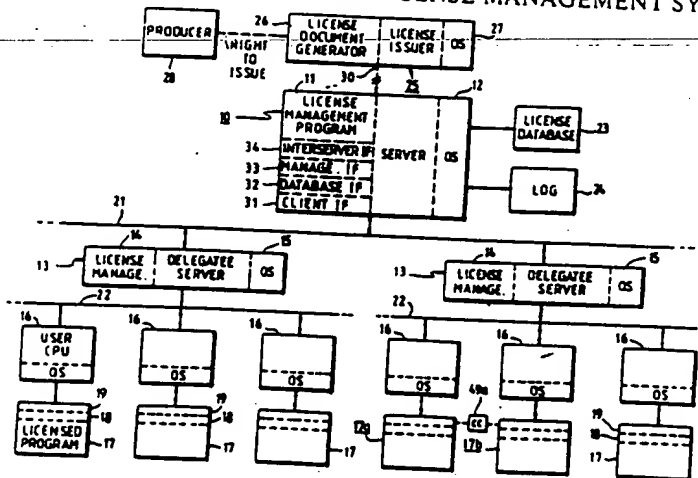 CENSE MANAGEMENT SY
PRODUCER
28
RIGHT TO ISSUE
26
LICENSE DOCUMENT GENERATOR
LICENSE ISSUER
OS
27
30
25
11
12
10
LICENSE MANAGEMENT PROGRAM
SERVER
OS
LICENSE DATABASE
23
34
INTERSERVER IF
33
MANAGE. IF
32
DATABASE IF
31
CLIENT IF
LOG
24
21
14
15
13
LICENSE MANAGE.
DELEGATEE SERVER
OS
14
15
13
LICENSE MANAGE.
DELEGATEE SERVER
OS
22
22
16
USER CPU
OS
16
OS
16
OS
16
OS
16
OS
16
OS
19
18
LICENSED PROGRAM
17
19
18
17
17
17a
49a
CC
17b
19
18
17